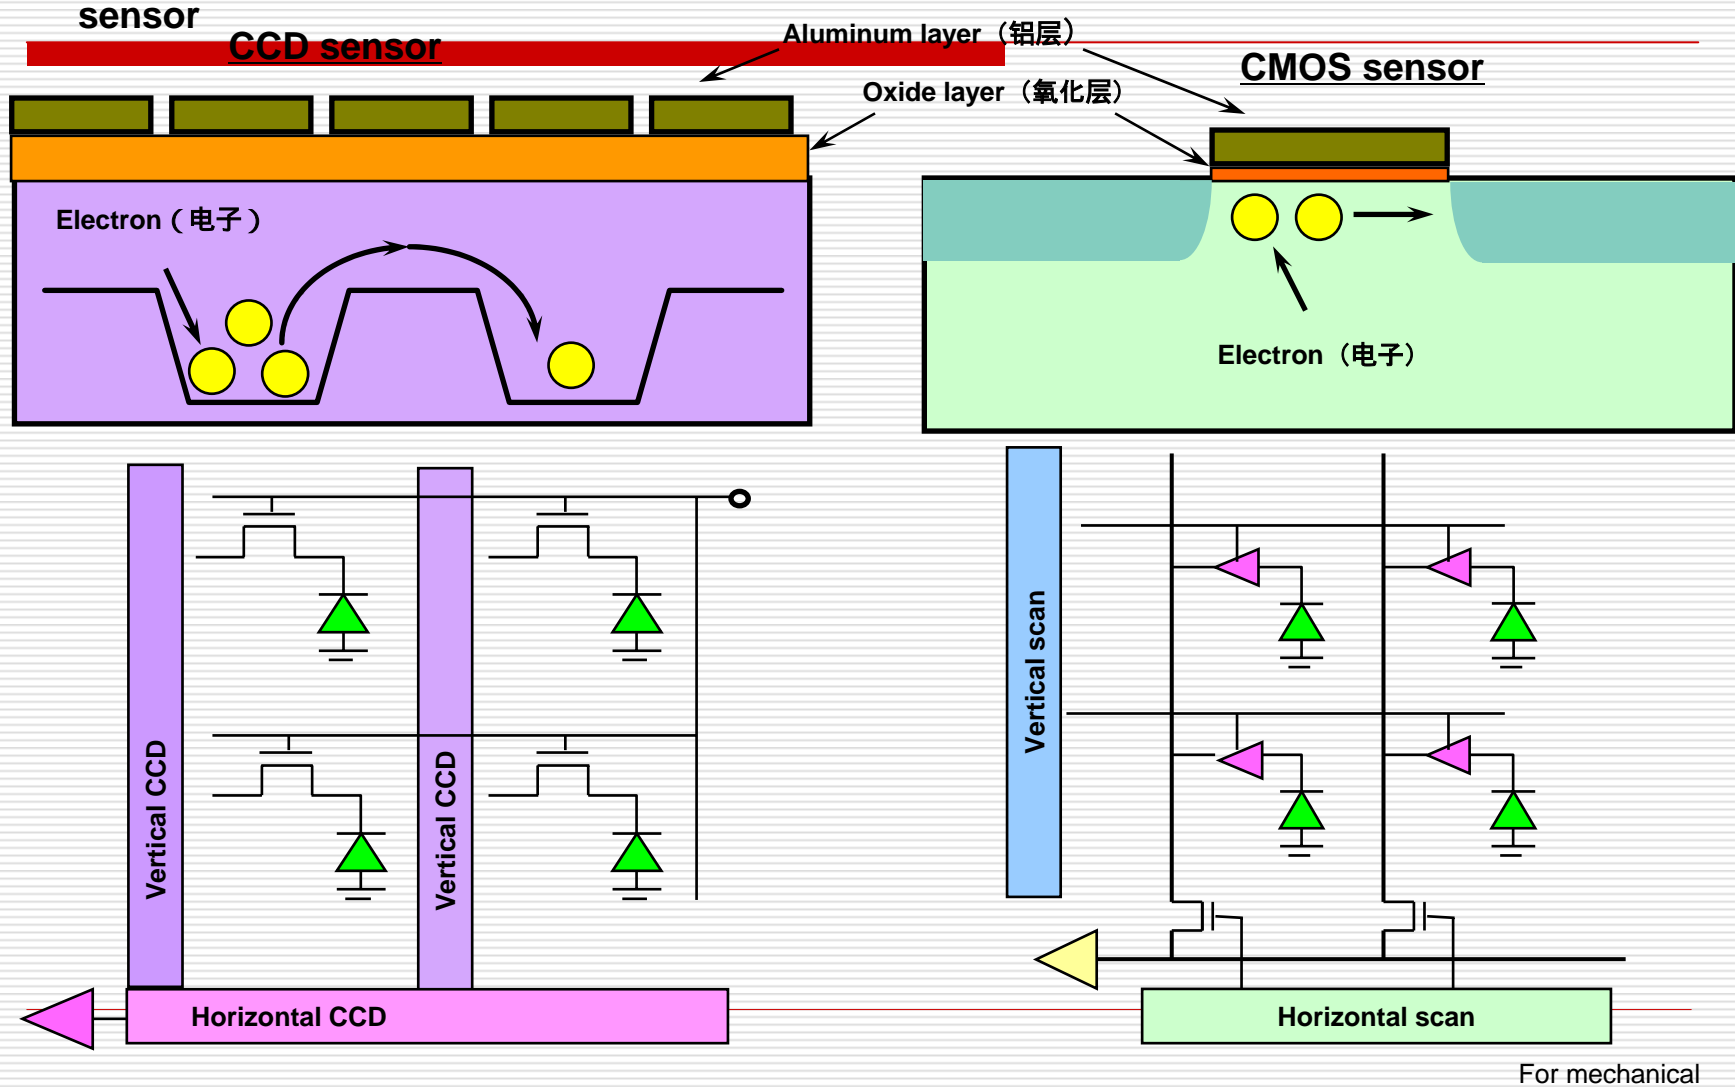 sensor
CCD sensor
Aluminum layer（铝层）
CMOS sensor
Oxide layer（氧化层）
Electron（电子）
Electron（电子）
Vertical CCD
Vertical CCD
Vertical scan
Horizontal CCD
Horizontal scan
For mechanical